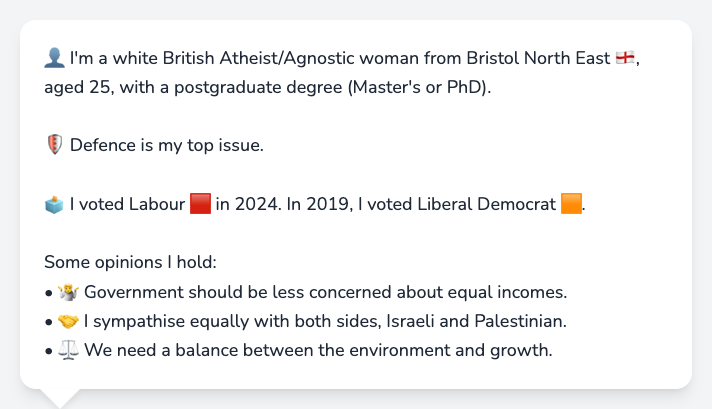 👤 I'm a white British Atheist/Agnostic woman from Bristol North East 🏴󠁧󠁢󠁥󠁮󠁧󠁿,
aged 25, with a postgraduate degree (Master's or PhD).
🛡️ Defence is my top issue.
🗳️ I voted Labour 🟥 in 2024. In 2019, I voted Liberal Democrat 🟧.
Some opinions I hold:
• 🤷 Government should be less concerned about equal incomes.
• 🤝 I sympathise equally with both sides, Israeli and Palestinian.
• ⚖️ We need a balance between the environment and growth.